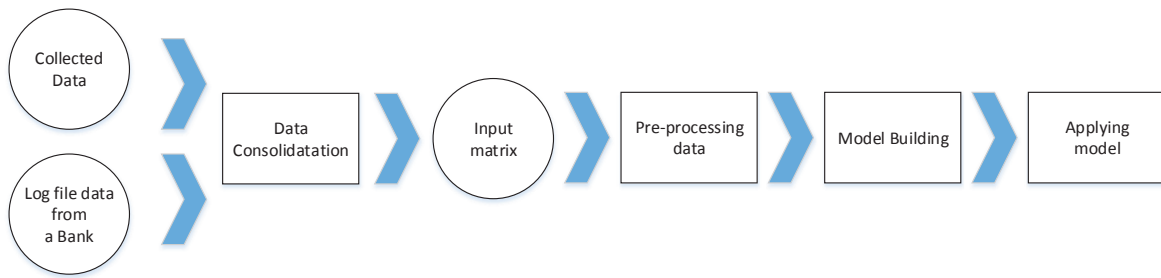 Collected
Data
Log file data
from
a Bank
Data
Consolidatation
Input
matrix
Pre-processing
data
Model Building
Applying
model